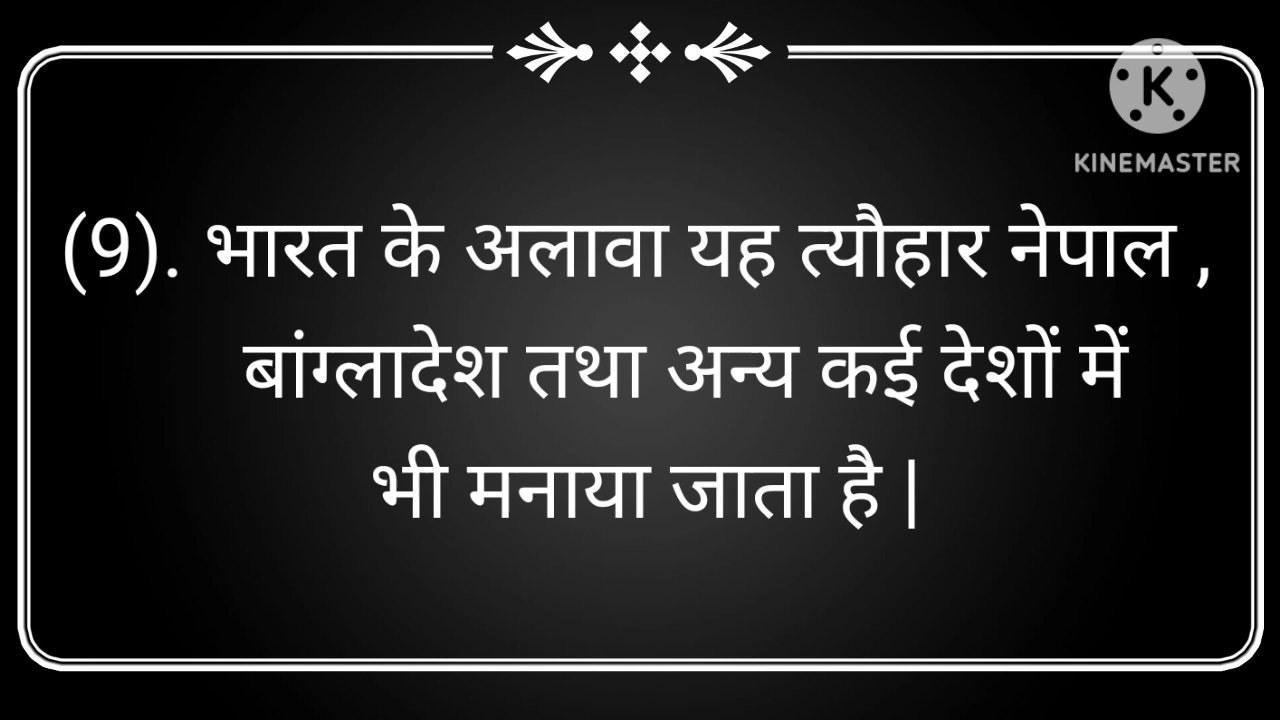 K
KINEMASTER
(9). भारत के अलावा यह त्यौहार नेपाल ,
बांग्लादेश तथा अन्य कई देशों में
भी मनाया जाता है |